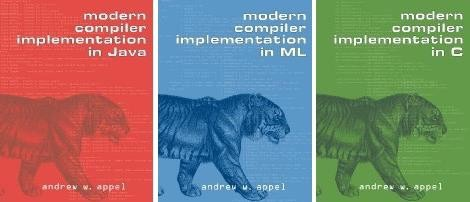 modern
compiler
implementation
in Java
andrew w. appel
modern
compiler
implementation
in ML
andrew w. appel
modern
compiler
implementation
in C
andrew w. appel